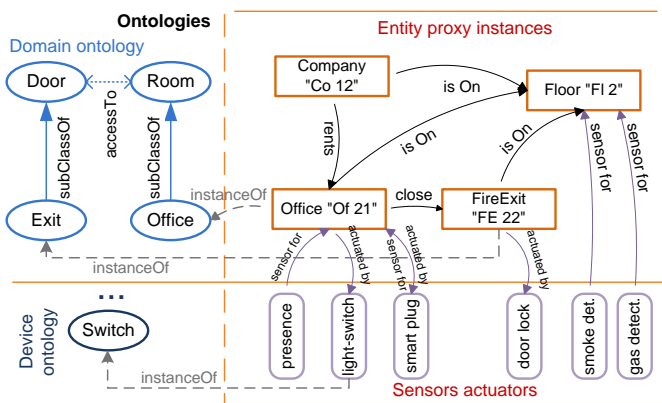 Ontologies
Entity proxy instances
Domain ontology
Door
Room
accessTo
subClassOf
subClassOf
Exit
Office
instanceOf
instanceOf
Company
"Co 12"
is On
Floor "Fl 2"
rents
is On
is On
Office "Of 21"
close
FireExit
"FE 22"
sensor for
actuated by
actuated by
sensor for
actuated by
sensor for
sensor for
...
Device
ontology
Switch
instanceOf
presence
light-switch
smart plug
door lock
smoke det.
gas detect.
Sensors actuators